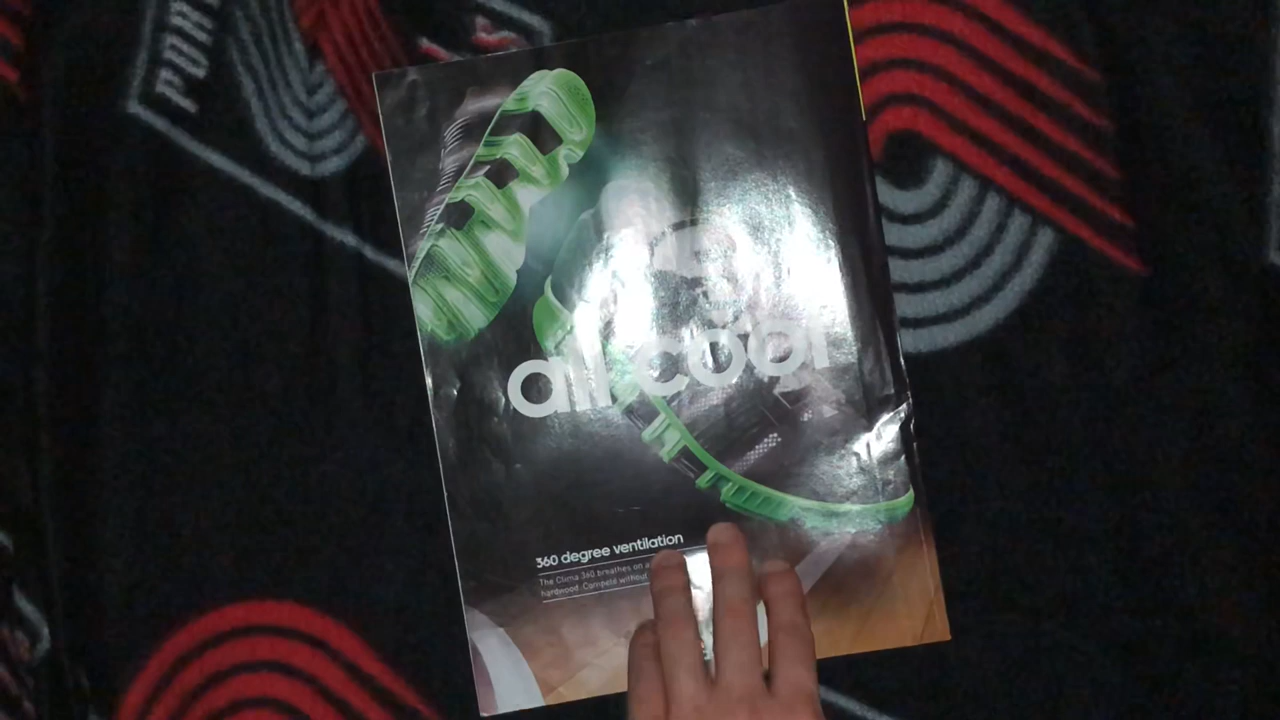 all cool
360 degree ventilation
The Clima 360 breathes on
hardwood. Compete without